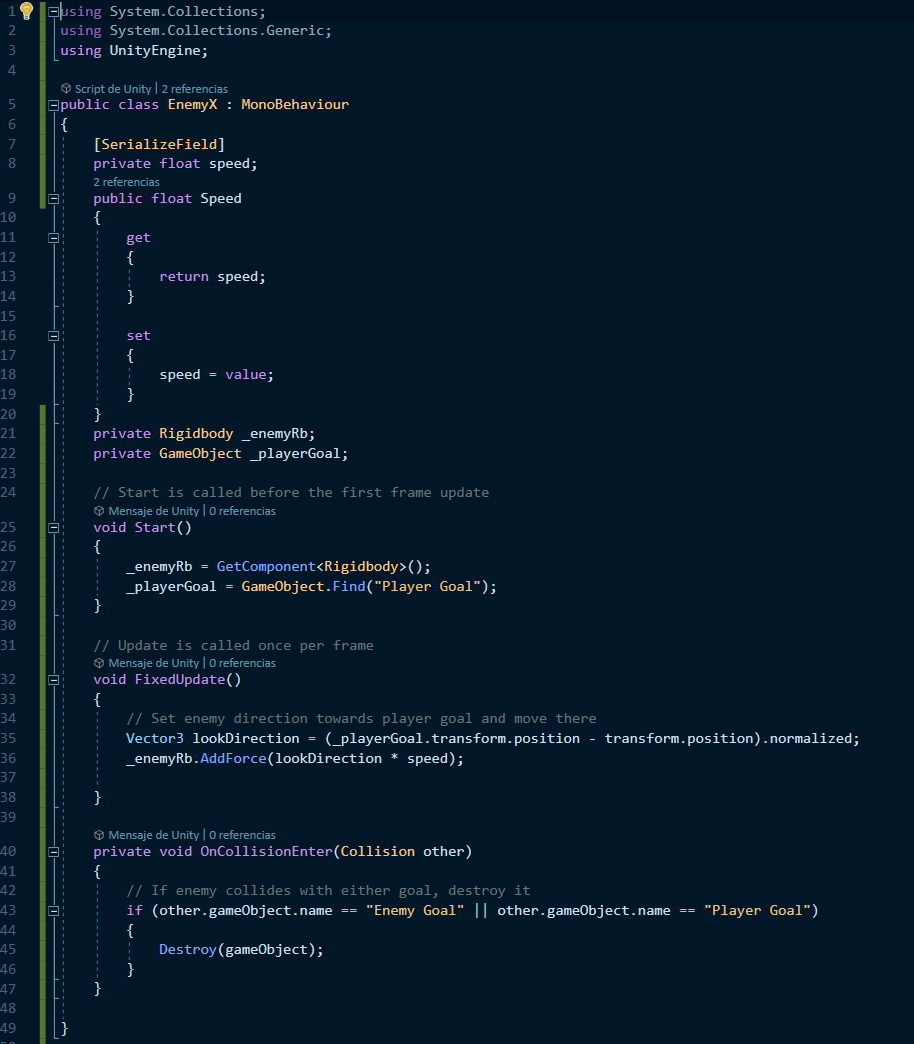 1 using System.Collections;
2 using System.Collections.Generic;
3 using UnityEngine;
4
Script de Unity | 2 referencias
5 public class EnemyX : MonoBehaviour
6 {
7 [SerializeField]
8 private float speed;
2 referencias
9 public float Speed
10 {
11 get
12 {
13 return speed;
14 }
15
16 set
17 {
18 speed = value;
19 }
20 }
21 private Rigidbody _enemyRb;
22 private GameObject _playerGoal;
23
24 // Start is called before the first frame update
Mensaje de Unity | 0 referencias
25 void Start()
26 {
27 _enemyRb = GetComponent<Rigidbody>();
28 _playerGoal = GameObject.Find("Player Goal");
29 }
30
31 // Update is called once per frame
Mensaje de Unity | 0 referencias
32 void FixedUpdate()
33 {
34 // Set enemy direction towards player goal and move there
35 Vector3 lookDirection = (_playerGoal.transform.position - transform.position).normalized;
36 _enemyRb.AddForce(lookDirection * speed);
37
38 }
39
Mensaje de Unity | 0 referencias
40 private void OnCollisionEnter(Collision other)
41 {
42 // If enemy collides with either goal, destroy it
43 if (other.gameObject.name == "Enemy Goal" || other.gameObject.name == "Player Goal")
44 {
45 Destroy(gameObject);
46 }
47 }
48
49 }